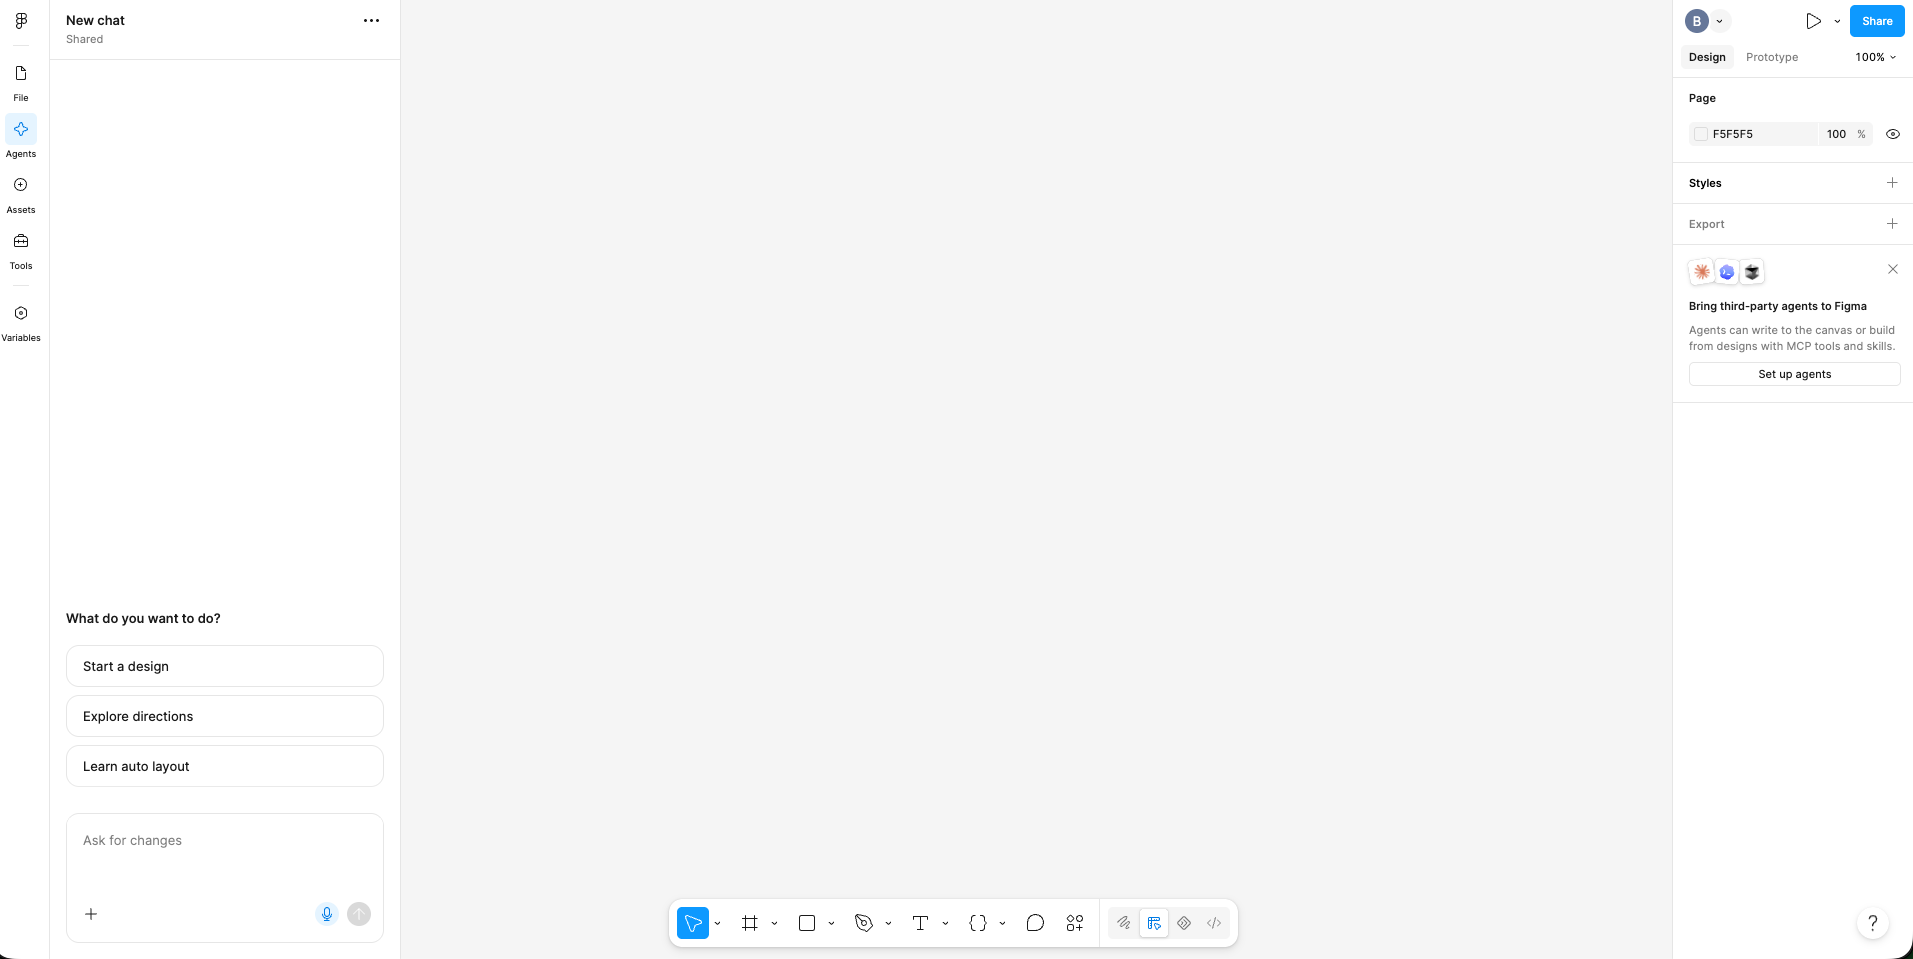 New chat
Shared
File
Agents
Assets
Tools
Variables
What do you want to do?
Start a design
Explore directions
Learn auto layout
Ask for changes
B
Share
Design
Prototype
100%
Page
F5F5F5
100 %
Styles
Export
Bring third-party agents to Figma
Agents can write to the canvas or build
from designs with MCP tools and skills.
Set up agents
?